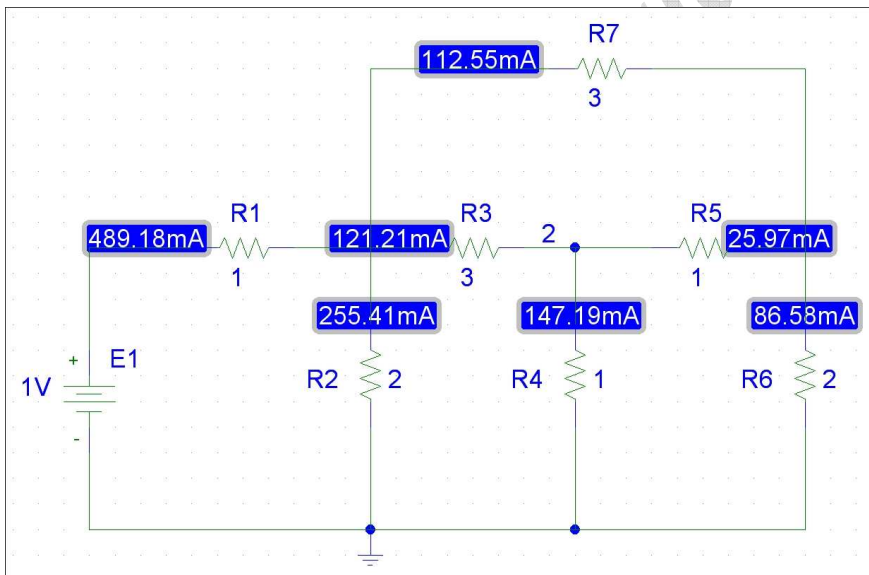 R7
112.55mA
3
R1 R3 R5
489.18mA 121.21mA 2 25.97mA
1 3 1
255.41mA 147.19mA 86.58mA
+ E1
1V R2 2 R4 1 R6 2
-